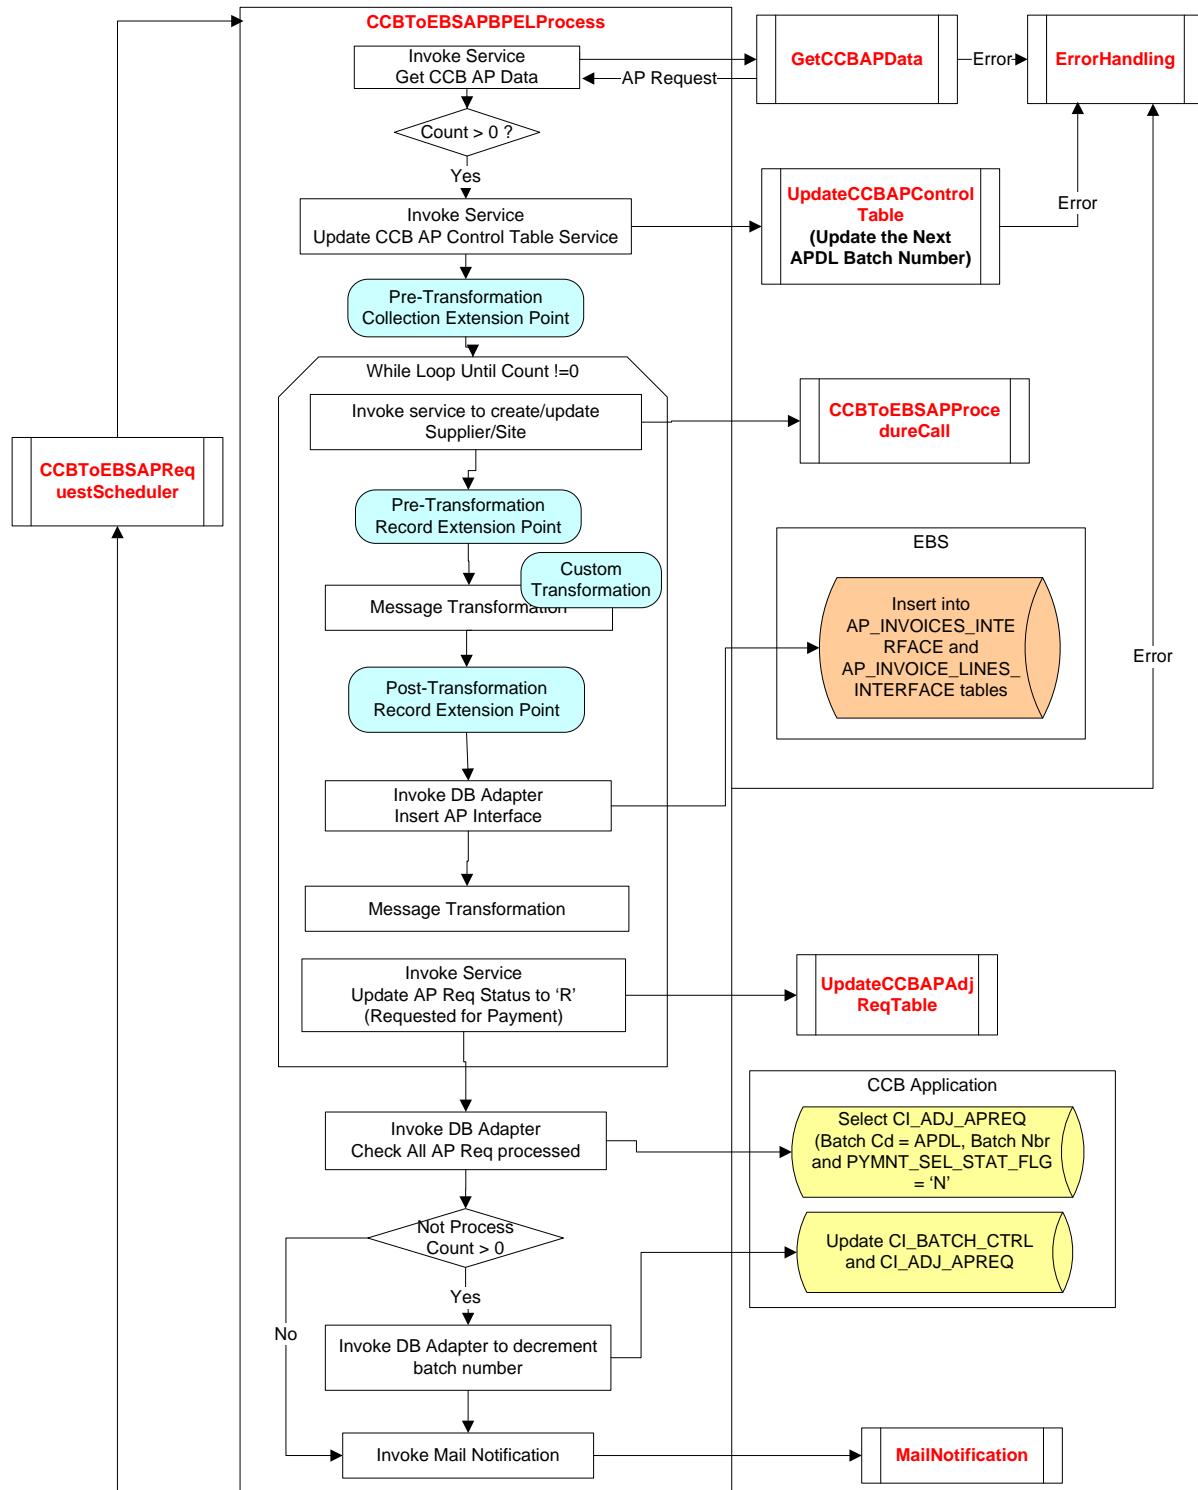 CCBToEBSAPBPELProcess
Invoke Service
Get CCB AP Data
AP Request
GetCCBAPData
Error
ErrorHandling
Count > 0 ?
Yes
Invoke Service
Update CCB AP Control Table Service
UpdateCCBAPControl
Table
(Update the Next
APDL Batch Number)
Error
Pre-Transformation
Collection Extension Point
While Loop Until Count !=0
Invoke service to create/update
Supplier/Site
CCBToEBSAPProce
dureCall
CCBToEBSAPReq
uestScheduler
Pre-Transformation
Record Extension Point
Custom
Transformation
Message Transformation
EBS
Insert into
AP_INVOICES_INTE
RFACE and
AP_INVOICE_LINES_
INTERFACE tables
Error
Post-Transformation
Record Extension Point
Invoke DB Adapter
Insert AP Interface
Message Transformation
Invoke Service
Update AP Req Status to ‘R’
(Requested for Payment)
UpdateCCBAPAdj
ReqTable
CCB Application
Invoke DB Adapter
Check All AP Req processed
Select CI_ADJ_APREQ
(Batch Cd = APDL, Batch Nbr
and PYMNT_SEL_STAT_FLG
= ‘N’
Not Process
Count > 0
Update CI_BATCH_CTRL
and CI_ADJ_APREQ
Yes
No
Invoke DB Adapter to decrement
batch number
Invoke Mail Notification
MailNotification